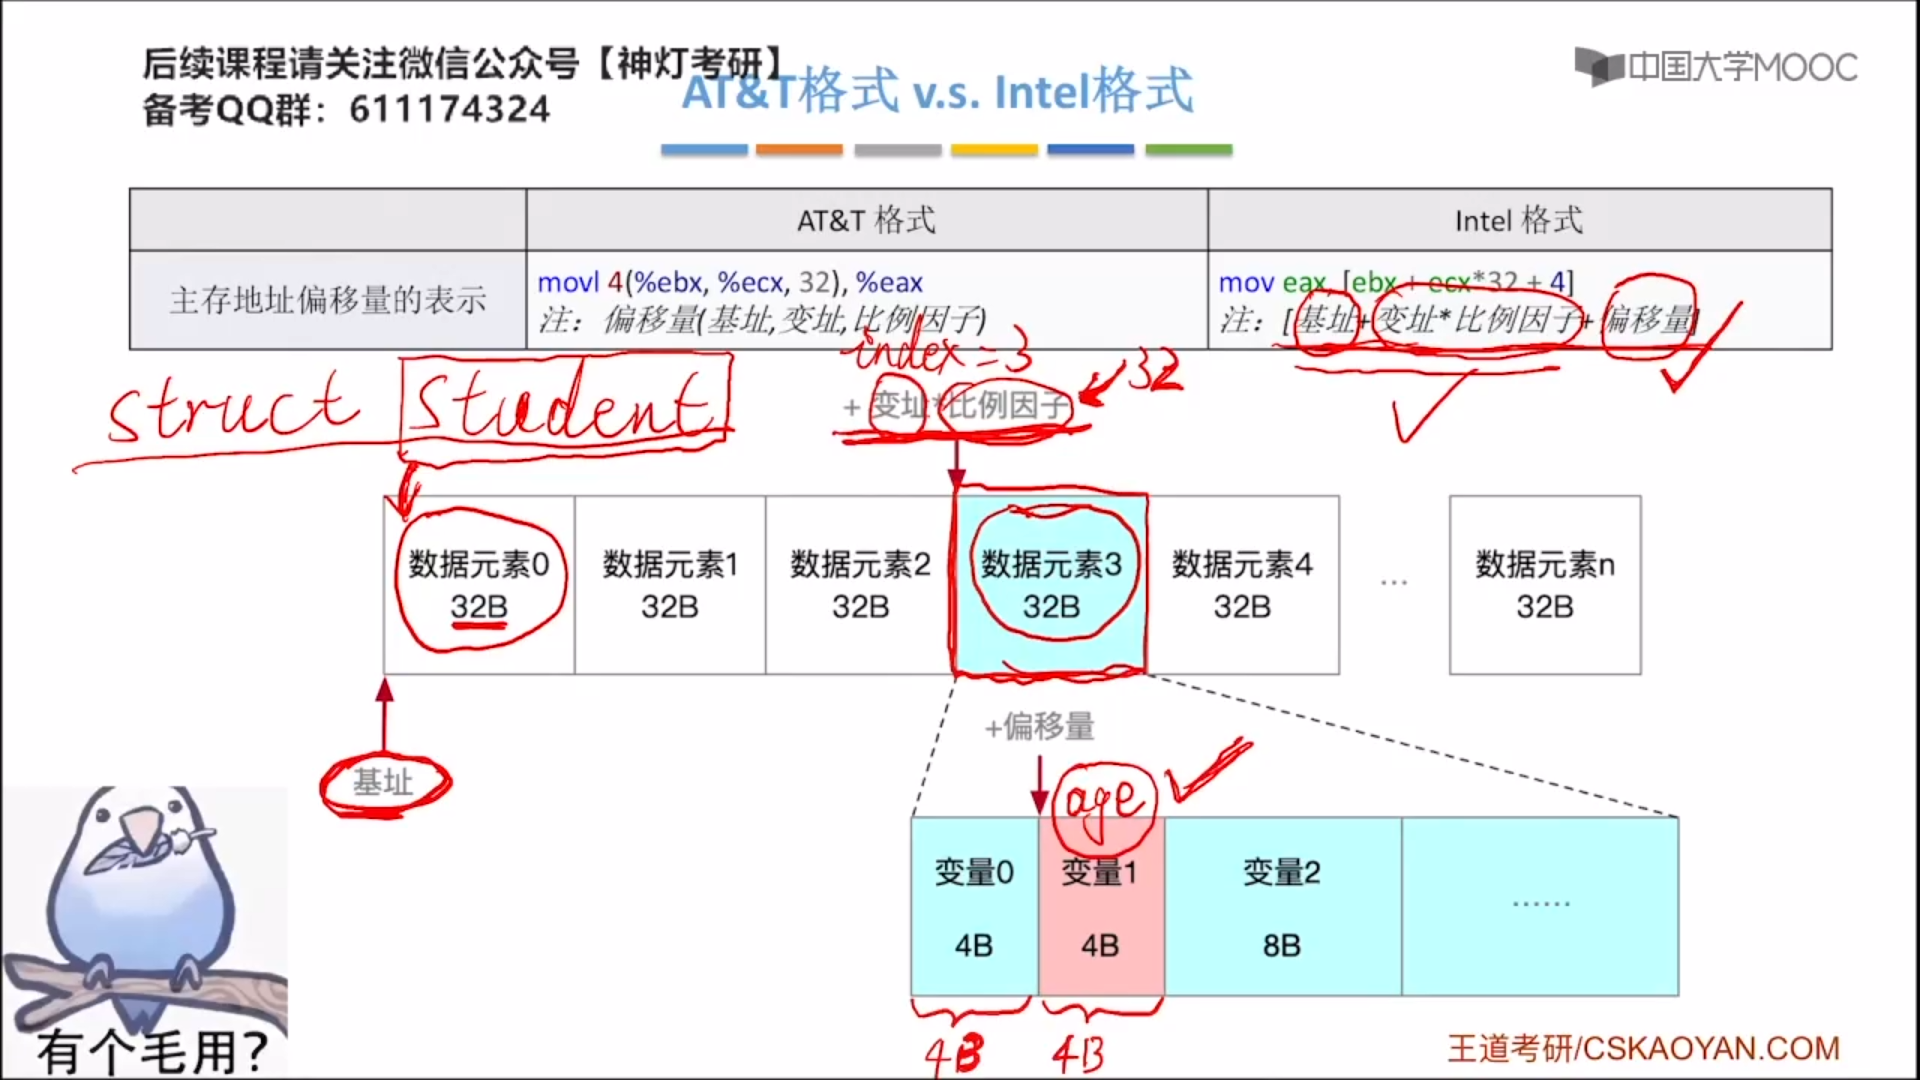 后续课程请关注微信公众号【神灯考研】
备考QQ群：611174324
中国大学MOOC
AT&T格式 v.s. Intel格式
AT&T 格式
Intel 格式
主存地址偏移量的表示
movl 4(%ebx, %ecx, 32), %eax
注：偏移量(基址,变址,比例因子)
mov eax, [ebx + ecx*32 + 4]
注：[基址+变址*比例因子+偏移量]
index=3
struct Student
+ 变址*比例因子
32
数据元素0
32B
数据元素1
32B
数据元素2
32B
数据元素3
32B
数据元素4
32B
...
数据元素n
32B
基址
+偏移量
age
变量0
4B
变量1
4B
变量2
8B
......
4B
4B
有个毛用?
王道考研/CSKAOYAN.COM